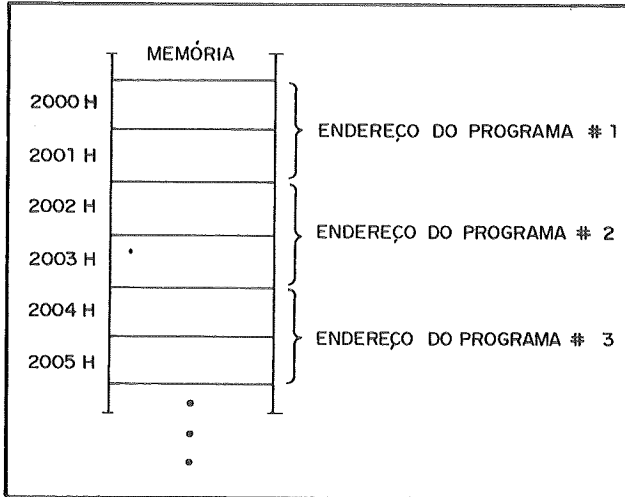 MEMÓRIA
2000 H
2001 H
ENDEREÇO DO PROGRAMA # 1
2002 H
2003 H
ENDEREÇO DO PROGRAMA # 2
2004 H
2005 H
ENDEREÇO DO PROGRAMA # 3